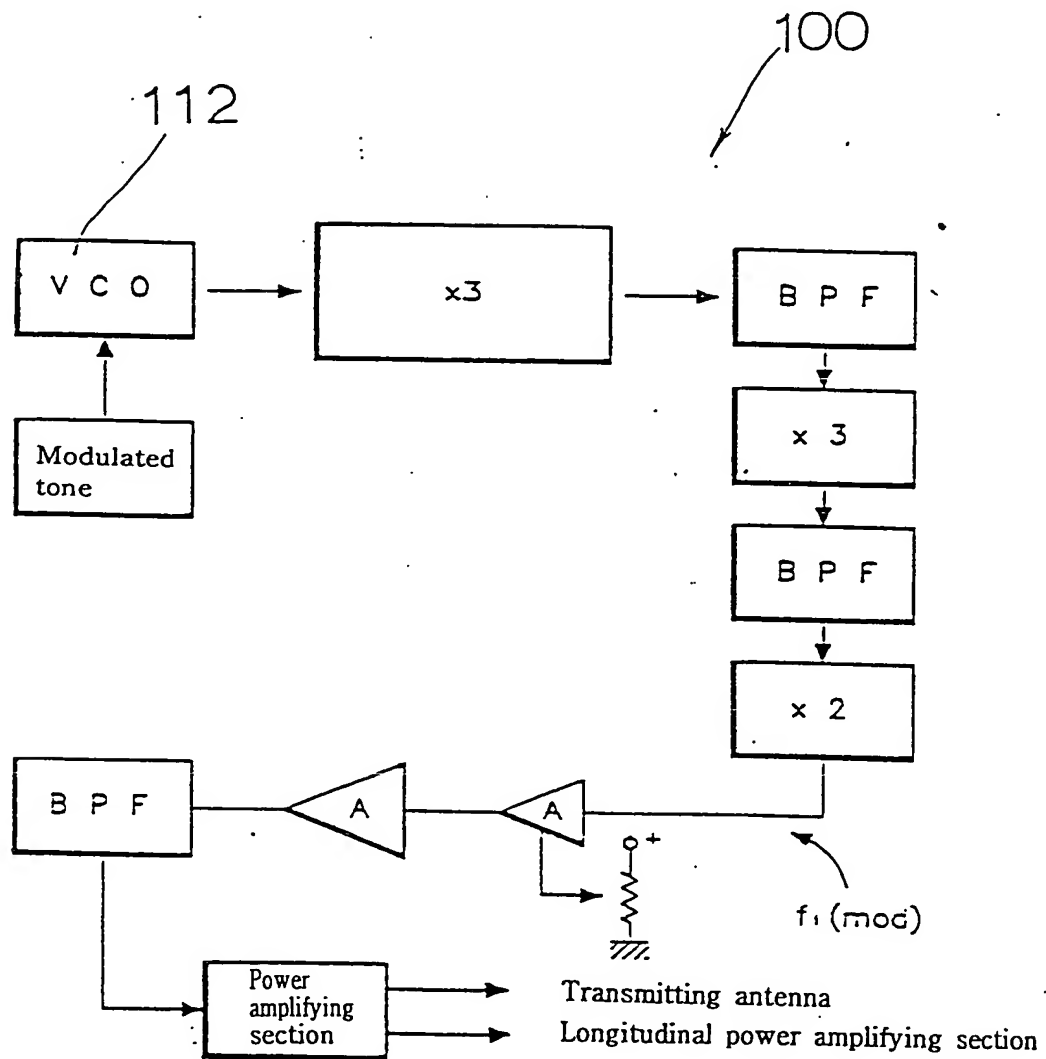 100
112
V C O
x3
B P F
Modulated
tone
x 3
B P F
x 2
B P F
A
A
+
f₁(mod)
Power
amplifying
section
Transmitting antenna
Longitudinal power amplifying section